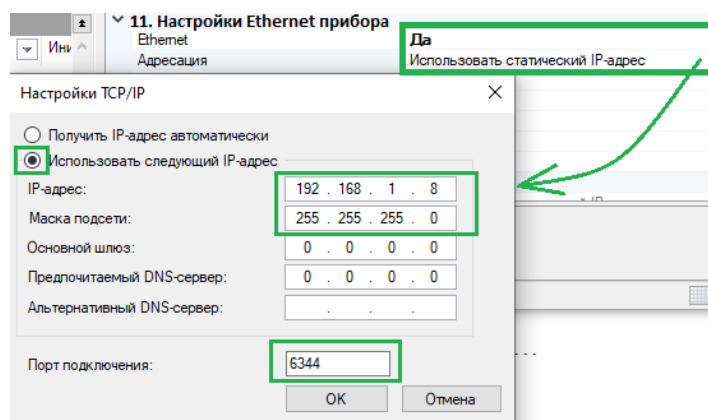 11. Настройки Ethernet прибора
Ethernet Да
Адресация Использовать статический IP-адрес
Настройки TCP/IP
Получить IP-адрес автоматически
Использовать следующий IP-адрес
IP-адрес: 192 . 168 . 1 . 8
Маска подсети: 255 . 255 . 255 . 0
Основной шлюз: 0 . 0 . 0 . 0
Предпочитаемый DNS-сервер: 0 . 0 . 0 . 0
Альтернативный DNS-сервер: . . .
Порт подключения: 6344
OK Отмена